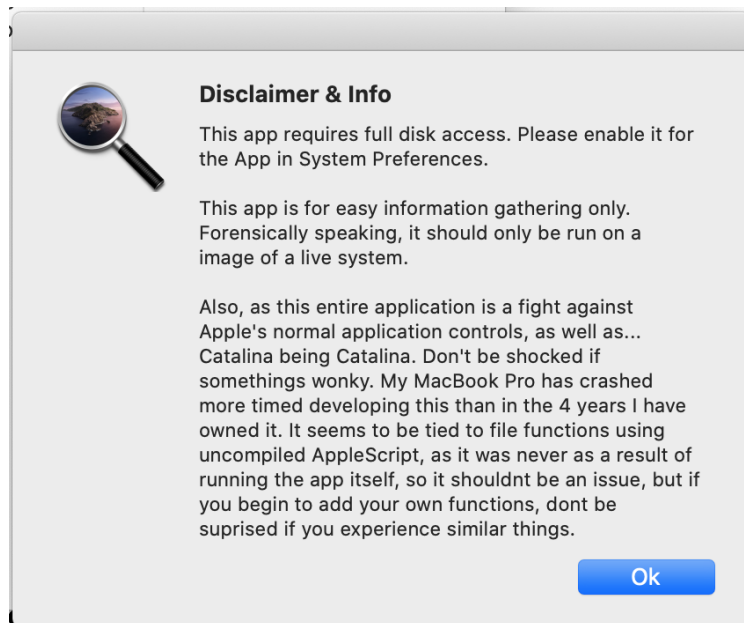 Disclaimer & Info
This app requires full disk access. Please enable it for
the App in System Preferences.
This app is for easy information gathering only.
Forensically speaking, it should only be run on a
image of a live system.
Also, as this entire application is a fight against
Apple's normal application controls, as well as...
Catalina being Catalina. Don't be shocked if
somethings wonky. My MacBook Pro has crashed
more timed developing this than in the 4 years I have
owned it. It seems to be tied to file functions using
uncompiled AppleScript, as it was never as a result of
running the app itself, so it shouldnt be an issue, but if
you begin to add your own functions, dont be
suprised if you experience similar things.
Ok